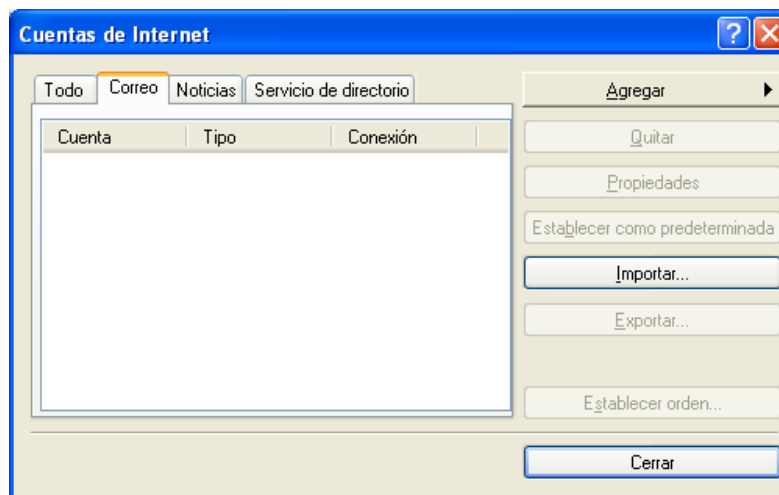 Cuentas de Internet
Todo Correo Noticias Servicio de directorio
Cuenta Tipo Conexión
Agregar
Quitar
Propiedades
Establecer como predeterminada
Importar...
Exportar...
Establecer orden...
Cerrar